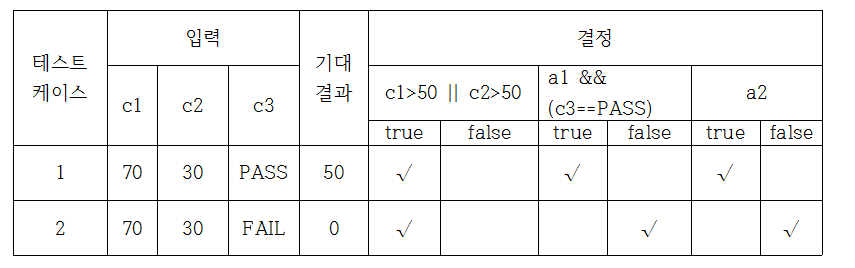 테스트 케이스 입력 기대 결과 결정
c1 c2 c3 c1>50 || c2>50 a1 && (c3==PASS) a2
true false true false true false
1 70 30 PASS 50 √ √ √
2 70 30 FAIL 0 √ √ √